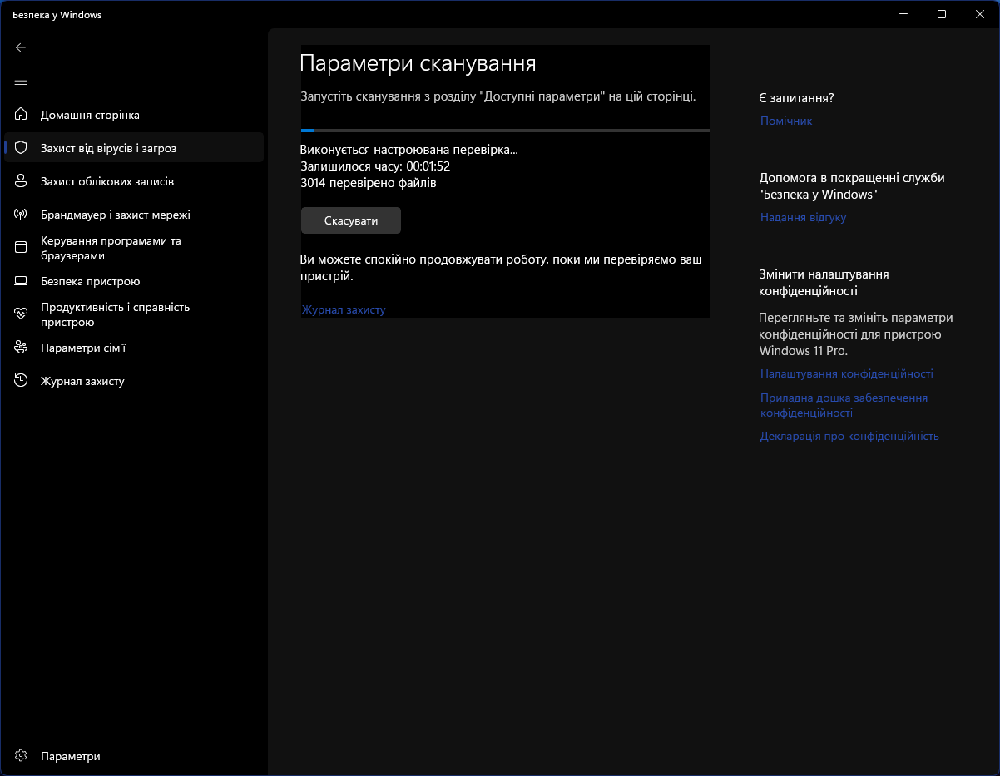 Безпека у Windows
Домашня сторінка
Захист від вірусів і загроз
Захист облікових записів
Брандмауер і захист мережі
Керування програмами та
браузерами
Безпека пристрою
Продуктивність і справність
пристрою
Параметри сім'ї
Журнал захисту
Параметри
Параметри сканування
Запустіть сканування з розділу "Доступні параметри" на цій сторінці.
Виконується настроювана перевірка...
Залишилося часу: 00:01:52
3014 перевірено файлів
Скасувати
Ви можете спокійно продовжувати роботу, поки ми перевіряємо ваш
пристрій.
Журнал захисту
Є запитання?
Помічник
Допомога в покращенні служби
"Безпека у Windows"
Надання відгуку
Змінити налаштування
конфіденційності
Перегляньте та змініть параметри
конфіденційності для пристрою
Windows 11 Pro.
Налаштування конфіденційності
Приладна дошка забезпечення
конфіденційності
Декларація про конфіденційність